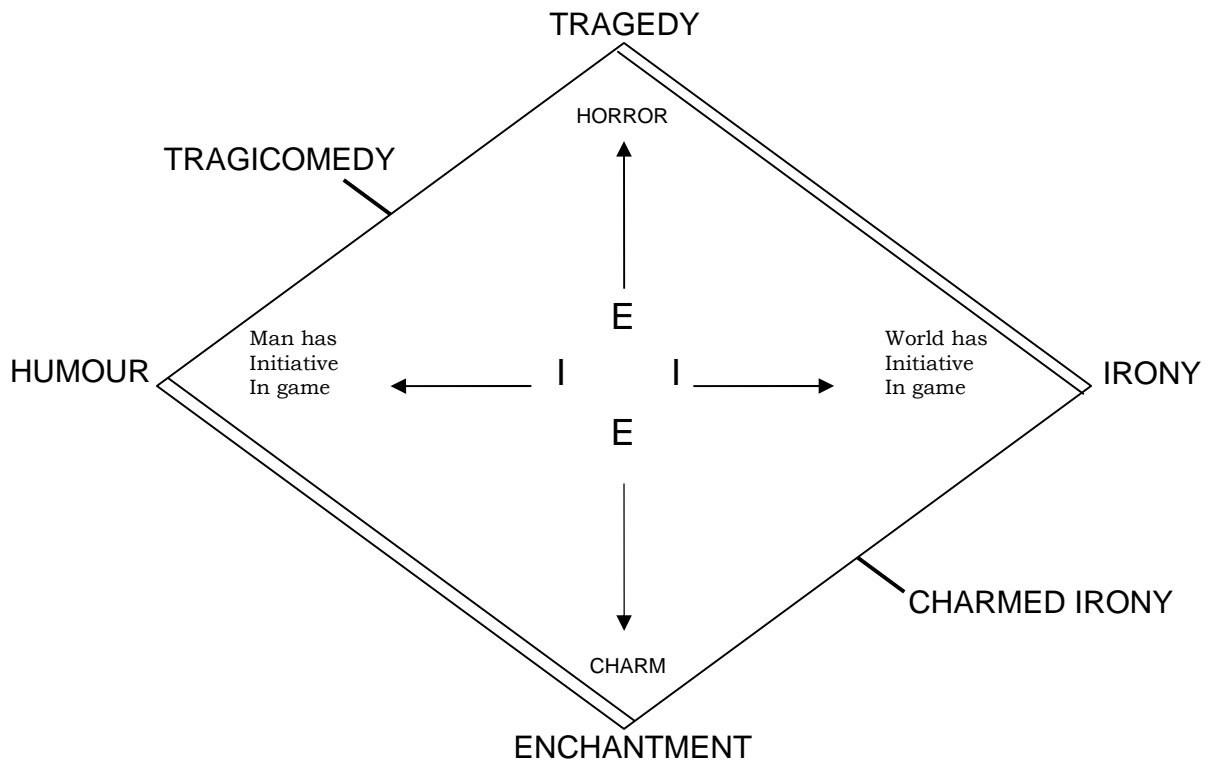 TRAGEDY
HORROR
TRAGICOMEDY
E
Man has
Initiative
In game
World has
Initiative
In game
HUMOUR
I I
IRONY
E
CHARMED IRONY
CHARM
ENCHANTMENT